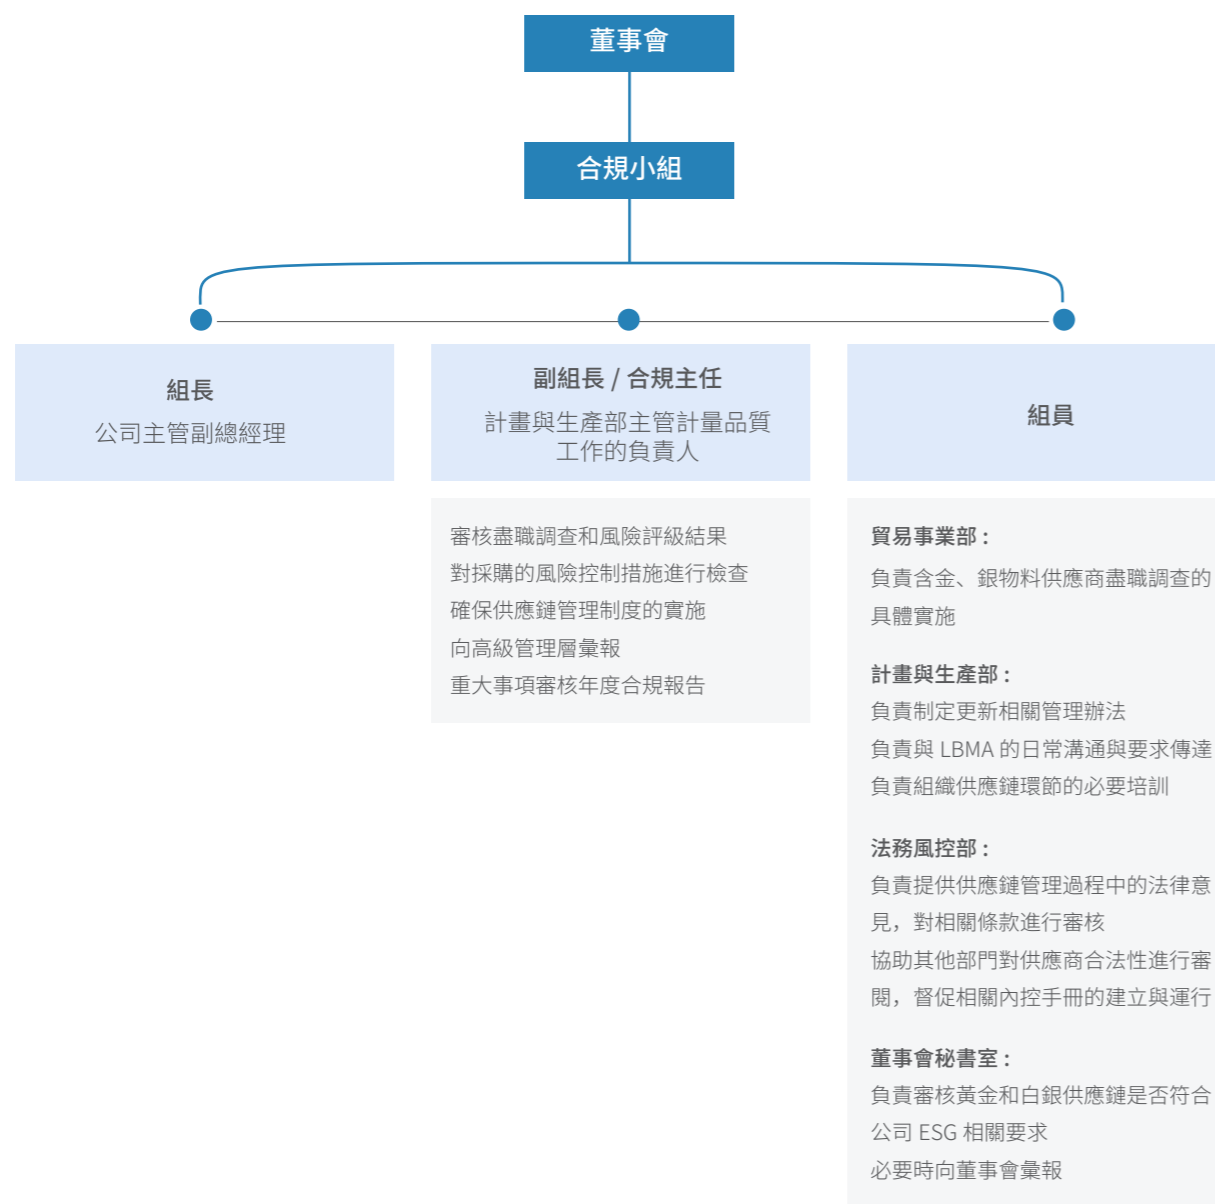 董事會
合規小組
組長
公司主管副總經理
副組長 / 合規主任
計畫與生產部主管計量品質
工作的負責人
審核盡職調查和風險評級結果
對採購的風險控制措施進行檢查
確保供應鏈管理制度的實施
向高級管理層彙報
重大事項審核年度合規報告
組員
貿易事業部：
負責含金、銀物料供應商盡職調查的
具體實施
計畫與生產部：
負責制定更新相關管理辦法
負責與 LBMA 的日常溝通與要求傳達
負責組織供應鏈環節的必要培訓
法務風控部：
負責提供供應鏈管理過程中的法律意
見，對相關條款進行審核
協助其他部門對供應商合法性進行審
閱，督促相關內控手冊的建立與運行
董事會秘書室：
負責審核黃金和白銀供應鏈是否符合
公司 ESG 相關要求
必要時向董事會彙報